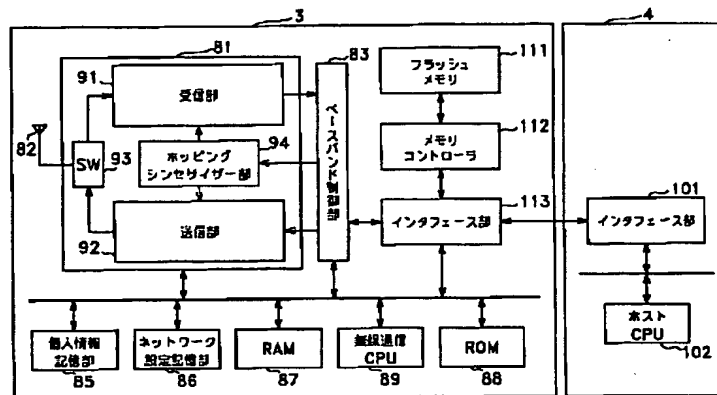 3
4
81
91
受信部
83
ベースバンド制御部
フラッシュ
メモリ
111
メモリ
コントローラ
112
82
SW
93
ホッピング
シンセサイザー部
94
92
送信部
インタフェース部
113
101
インタフェース部
ホスト
CPU
102
個人情報
記憶部
85
ネットワーク
設定記憶部
86
RAM
87
無線通信
CPU
89
ROM
88